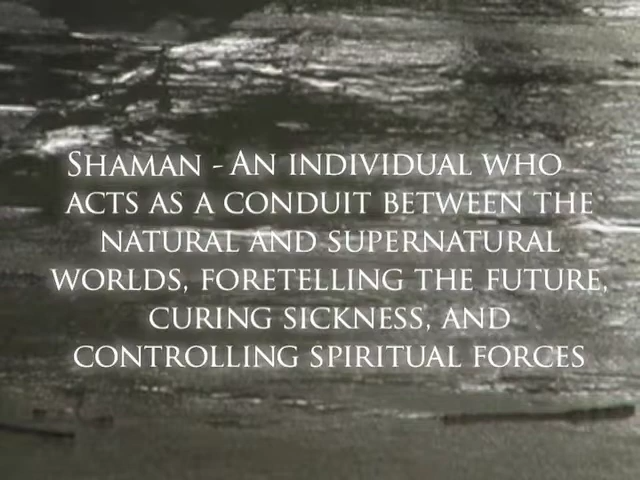 Shaman - An individual who
acts as a conduit between the
natural and supernatural
worlds, foretelling the future,
curing sickness, and
controlling spiritual forces